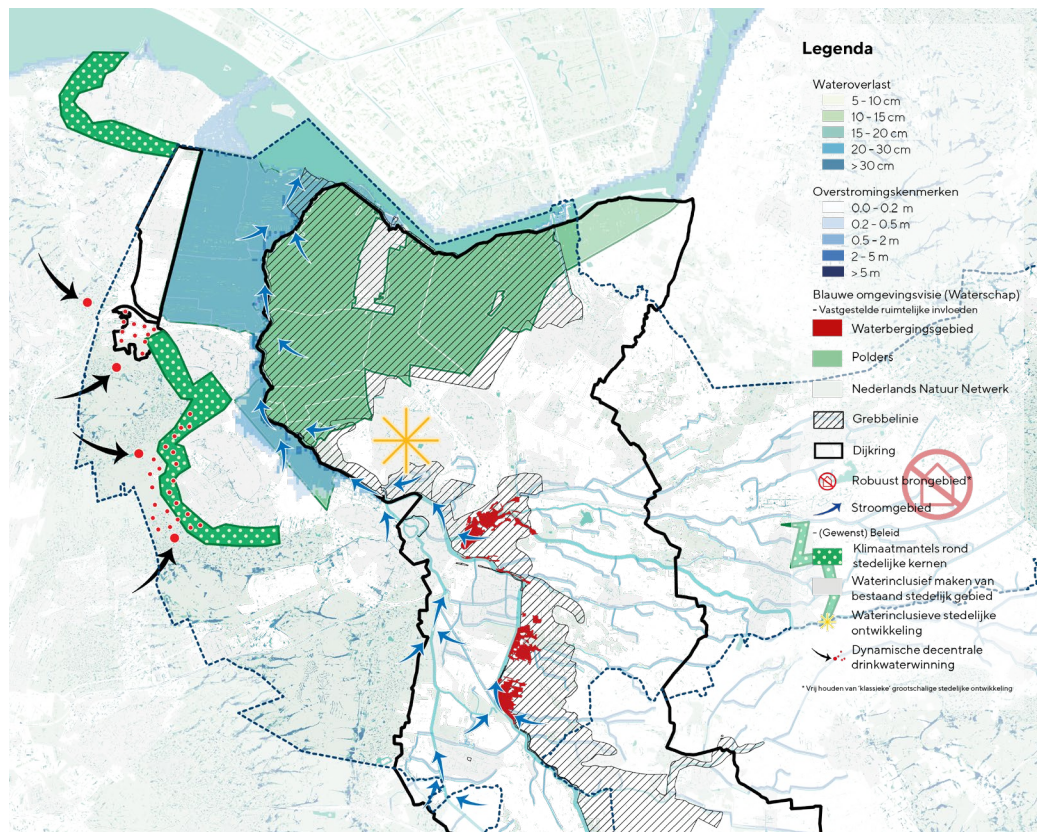 Legenda
Wateroverlast
5 - 10 cm
10 - 15 cm
15 - 20 cm
20 - 30 cm
> 30 cm
Overstromingskenmerken
0.0 - 0.2 m
0.2 - 0.5 m
0.5 - 2 m
2 - 5 m
> 5 m
Blauwe omgevingsvisie (Waterschap)
- Vastgestelde ruimtelijke invloeden
Waterbergingsgebied
Polders
Nederlands Natuur Netwerk
Grebbelinie
Dijkring
Robuust brongebied*
Stroomgebied
- (Gewenst) Beleid
Klimaatmantels rond
stedelijke kernen
Waterinclusief maken van
bestaand stedelijk gebied
Waterinclusieve stedelijke
ontwikkeling
Dynamische decentrale
drinkwaterwinning
* Vrij houden van 'klassieke' grootschalige stedelijke ontwikkeling